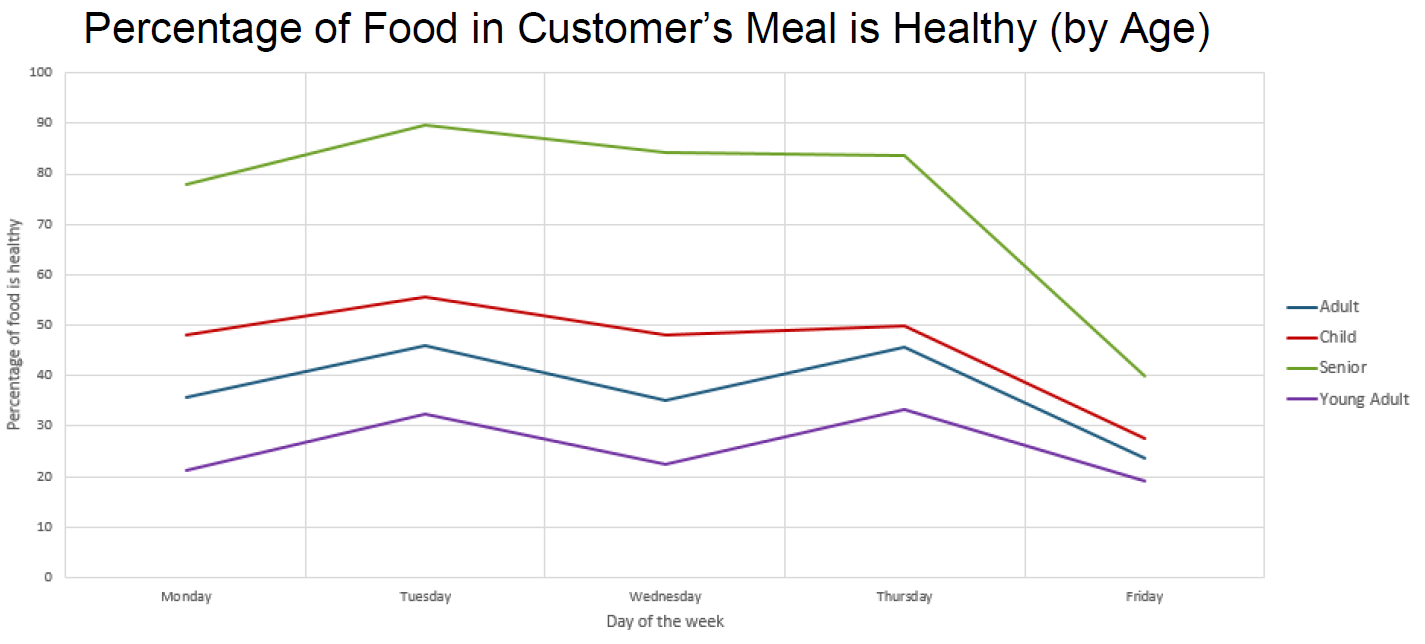 Percentage of Food in Customer’s Meal is Healthy (by Age)
100
90
80
70
60
50
40
30
20
10
0
Percentage of food is healthy
Monday Tuesday Wednesday Thursday Friday
Day of the week
Adult
Child
Senior
Young Adult